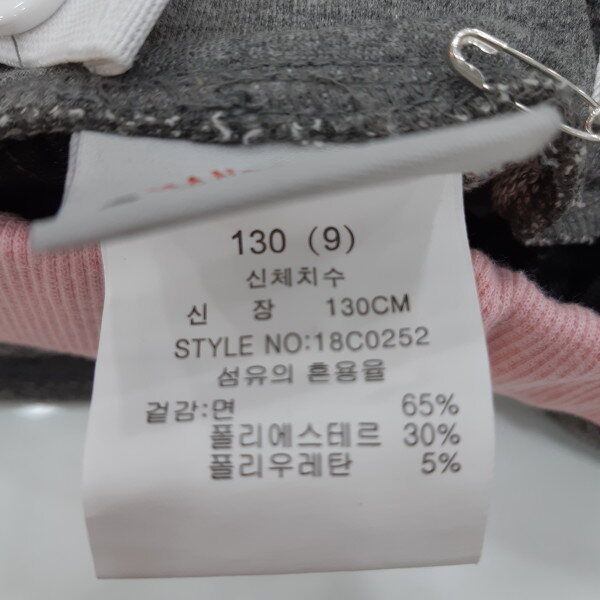 130 (9)
신체치수
신 장 130CM
STYLE NO:18C0252
섬유의 혼용율
겉감:면 65%
폴리에스테르 30%
폴리우레탄 5%